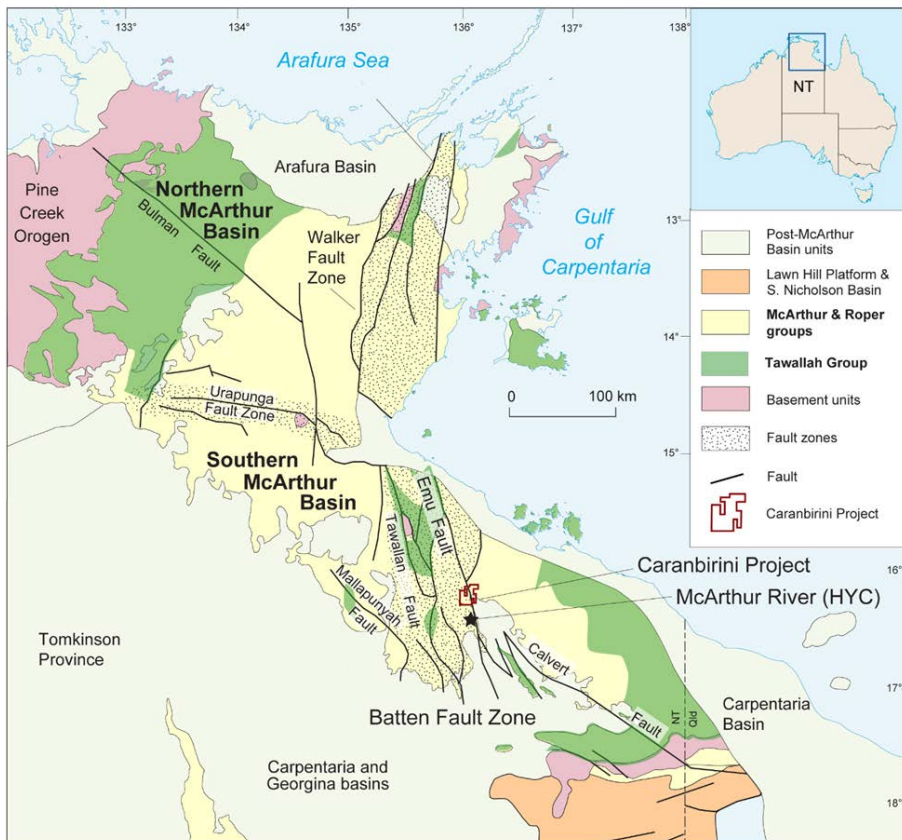 133°
134°
135°
136°
137°
138°
Arafura Sea
NT
Arafura Basin
Northern
McArthur
Basin
Pine
Creek
Orogen
Bulman
Fault
Walker
Fault
Zone
Gulf
of
Carpentaria
13°
14°
15°
16°
17°
18°
Post-McArthur
Basin units
Lawn Hill Platform &
S. Nicholson Basin
McArthur & Roper
groups
Tawallah Group
Basement units
Fault zones
Fault
Caranbirini Project
0
100 km
Urapunga
Fault Zone
Southern
McArthur
Basin
Emu Fault
Tawallah
Fault
Mallapunyah
Fault
Caranbirini Project
McArthur River (HYC)
Tomkinson
Province
Calvert
Fault
Batten Fault Zone
NT
Qld
Carpentaria
Basin
Carpentaria and
Georgina basins